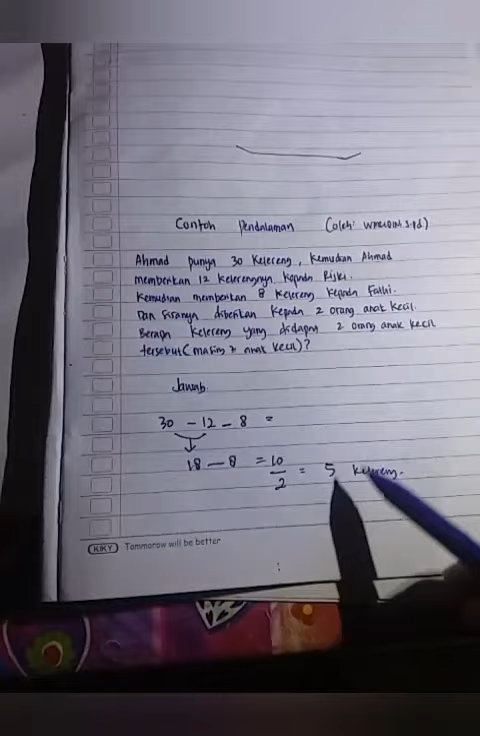 Contoh Pendalaman (oleh: WAHYUDIN S.Pd)
Ahmad punya 30 Kelereng, kemudian Ahmad
memberikan 12 kelerengnya kepada Riski.
Kemudian memberikan 8 kelereng kepada Fathi.
Dan sisanya diberikan kepada 2 orang anak kecil.
Berapa kelereng yang didapat 2 orang anak kecil
tersebut (masing2 anak kecil)?
Jawab
30 - 12 - 8 =
18 - 8 = 10/2 = 5 kelereng.
KIKY Tommorow will be better